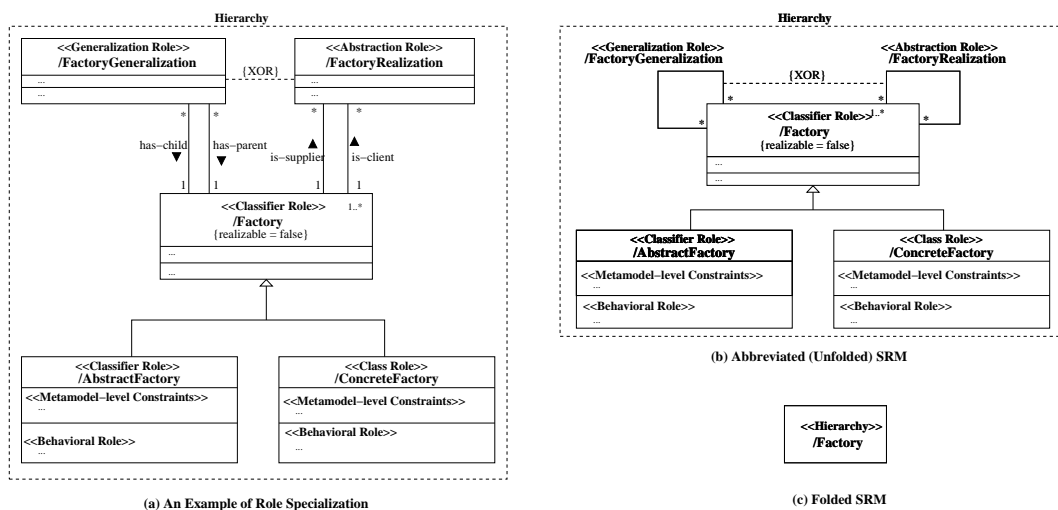 Hierarchy
<<Generalization Role>>
/FactoryGeneralization
...
...
{XOR}
<<Abstraction Role>>
/FactoryRealization
...
...
*
*
*
*
has-child
has-parent
is-supplier
is-client
1
1
1
1
<<Classifier Role>>
1..*
/Factory
{realizable = false}
...
...
<<Classifier Role>>
/AbstractFactory
<<Metamodel-level Constraints>>
...
<<Behavioral Role>>
...
<<Class Role>>
/ConcreteFactory
<<Metamodel-level Constraints>>
...
<<Behavioral Role>>
...
(a) An Example of Role Specialization
Hierarchy
<<Generalization Role>>
/FactoryGeneralization
{XOR}
<<Abstraction Role>>
/FactoryRealization
*
*
*
*
<<Classifier Role>>
1..*
/Factory
{realizable = false}
...
...
<<Classifier Role>>
/AbstractFactory
<<Metamodel-level Constraints>>
...
<<Behavioral Role>>
...
<<Class Role>>
/ConcreteFactory
<<Metamodel-level Constraints>>
...
<<Behavioral Role>>
...
(b) Abbreviated (Unfolded) SRM
<<Hierarchy>>
/Factory
(c) Folded SRM